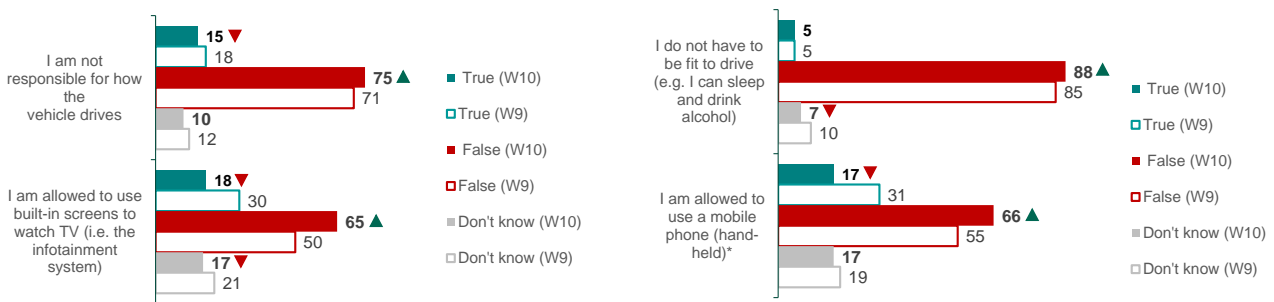 I am not
responsible for how
the
vehicle drives
15
18
75
71
10
12
I am allowed to use
built-in screens to
watch TV (i.e. the
infotainment
system)
18
30
65
50
17
21
True (W10)
True (W9)
False (W10)
False (W9)
Don't know (W10)
Don't know (W9)
I do not have to
be fit to drive
(e.g. I can sleep
and drink
alcohol)
5
5
88
85
7
10
I am allowed to
use a mobile
phone (hand-
held)*
17
31
66
55
17
19
True (W10)
True (W9)
False (W10)
False (W9)
Don't know (W10)
Don't know (W9)